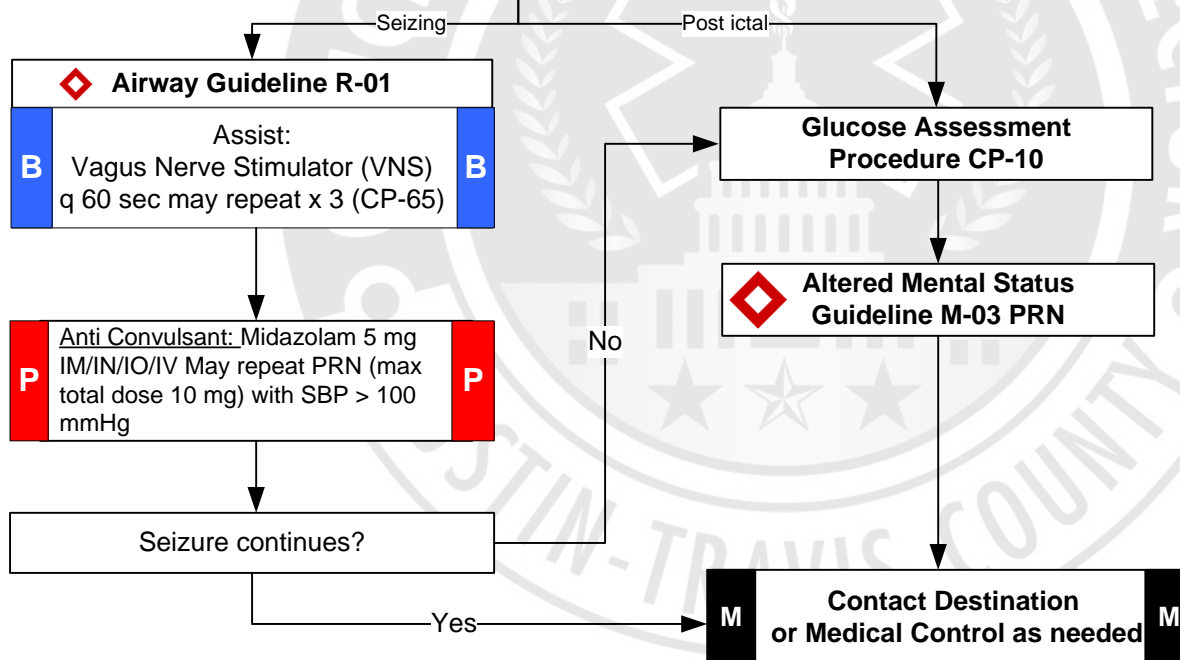 Seizing
Post ictal
Airway Guideline R-01
B
Assist:
Vagus Nerve Stimulator (VNS)
q 60 sec may repeat x 3 (CP-65)
B
Glucose Assessment
Procedure CP-10
Altered Mental Status
Guideline M-03 PRN
P
Anti Convulsant: Midazolam 5 mg
IM/IN/IO/IV May repeat PRN (max
total dose 10 mg) with SBP > 100
mmHg
P
No
Seizure continues?
Yes
M
Contact Destination
or Medical Control as needed
M
USTIN-TRAVIS COUNTY